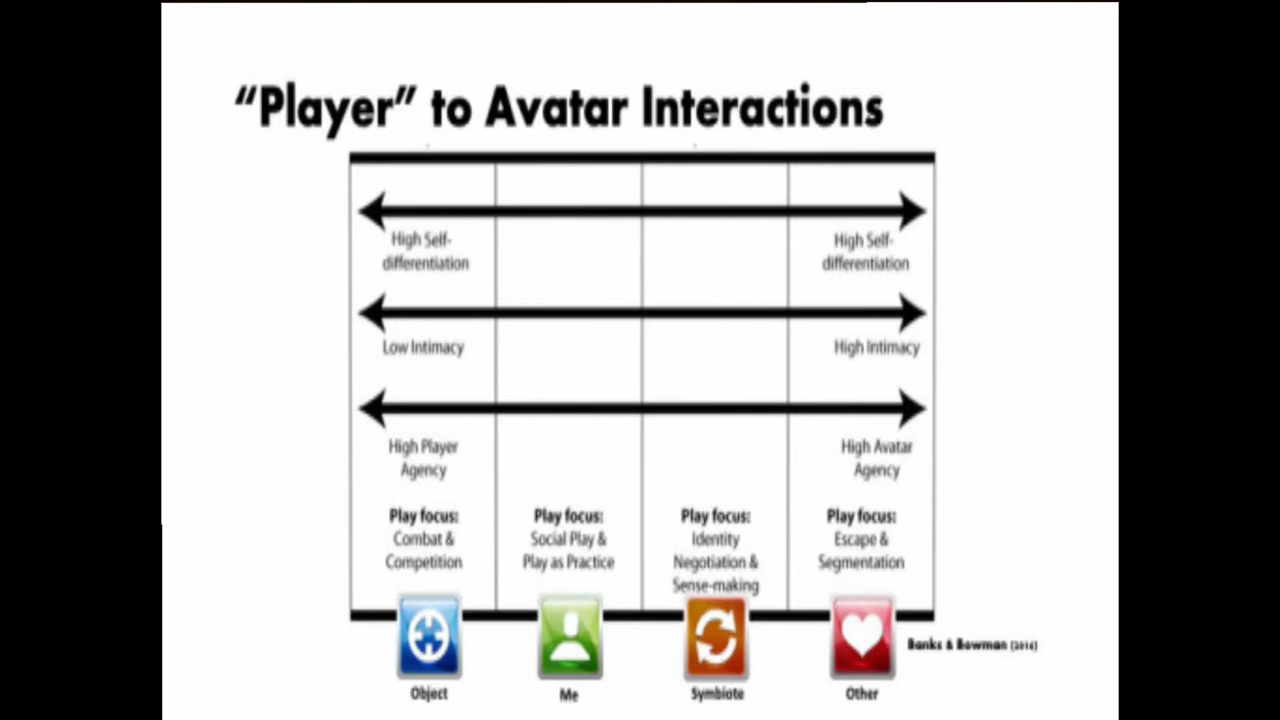 “Player” to Avatar Interactions
High Self-
differentiation
High Self-
differentiation
Low Intimacy
High Intimacy
High Player
Agency
High Avatar
Agency
Play focus:
Combat &
Competition
Play focus:
Social Play &
Play as Practice
Play focus:
Identity
Negotiation &
Sense-making
Play focus:
Escape &
Segmentation
Object
Me
Symbiote
Other
Banks & Bowman (2016)